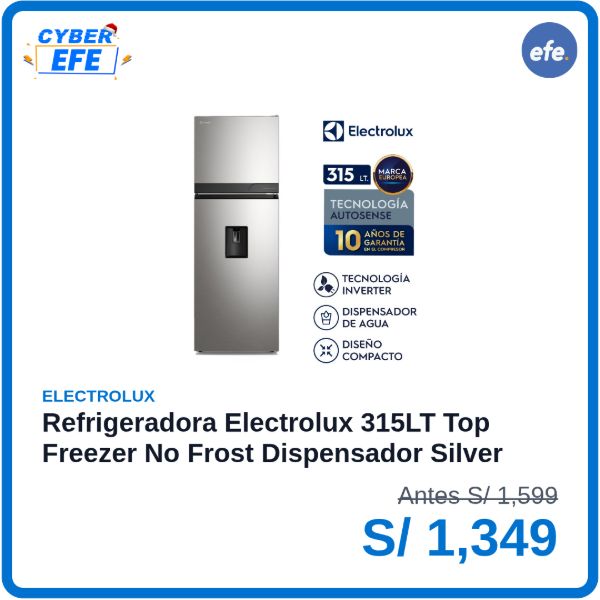 CYBER
EFE
efe.
Electrolux
315 LT.
MARCA
EUROPEA
TECNOLOGÍA
AUTOSENSE
10 AÑOS DE
GARANTÍA
EN EL COMPRESOR
TECNOLOGÍA
INVERTER
DISPENSADOR
DE AGUA
DISEÑO
COMPACTO
ELECTROLUX
Refrigeradora Electrolux 315LT Top
Freezer No Frost Dispensador Silver
Antes S/ 1,599
S/ 1,349